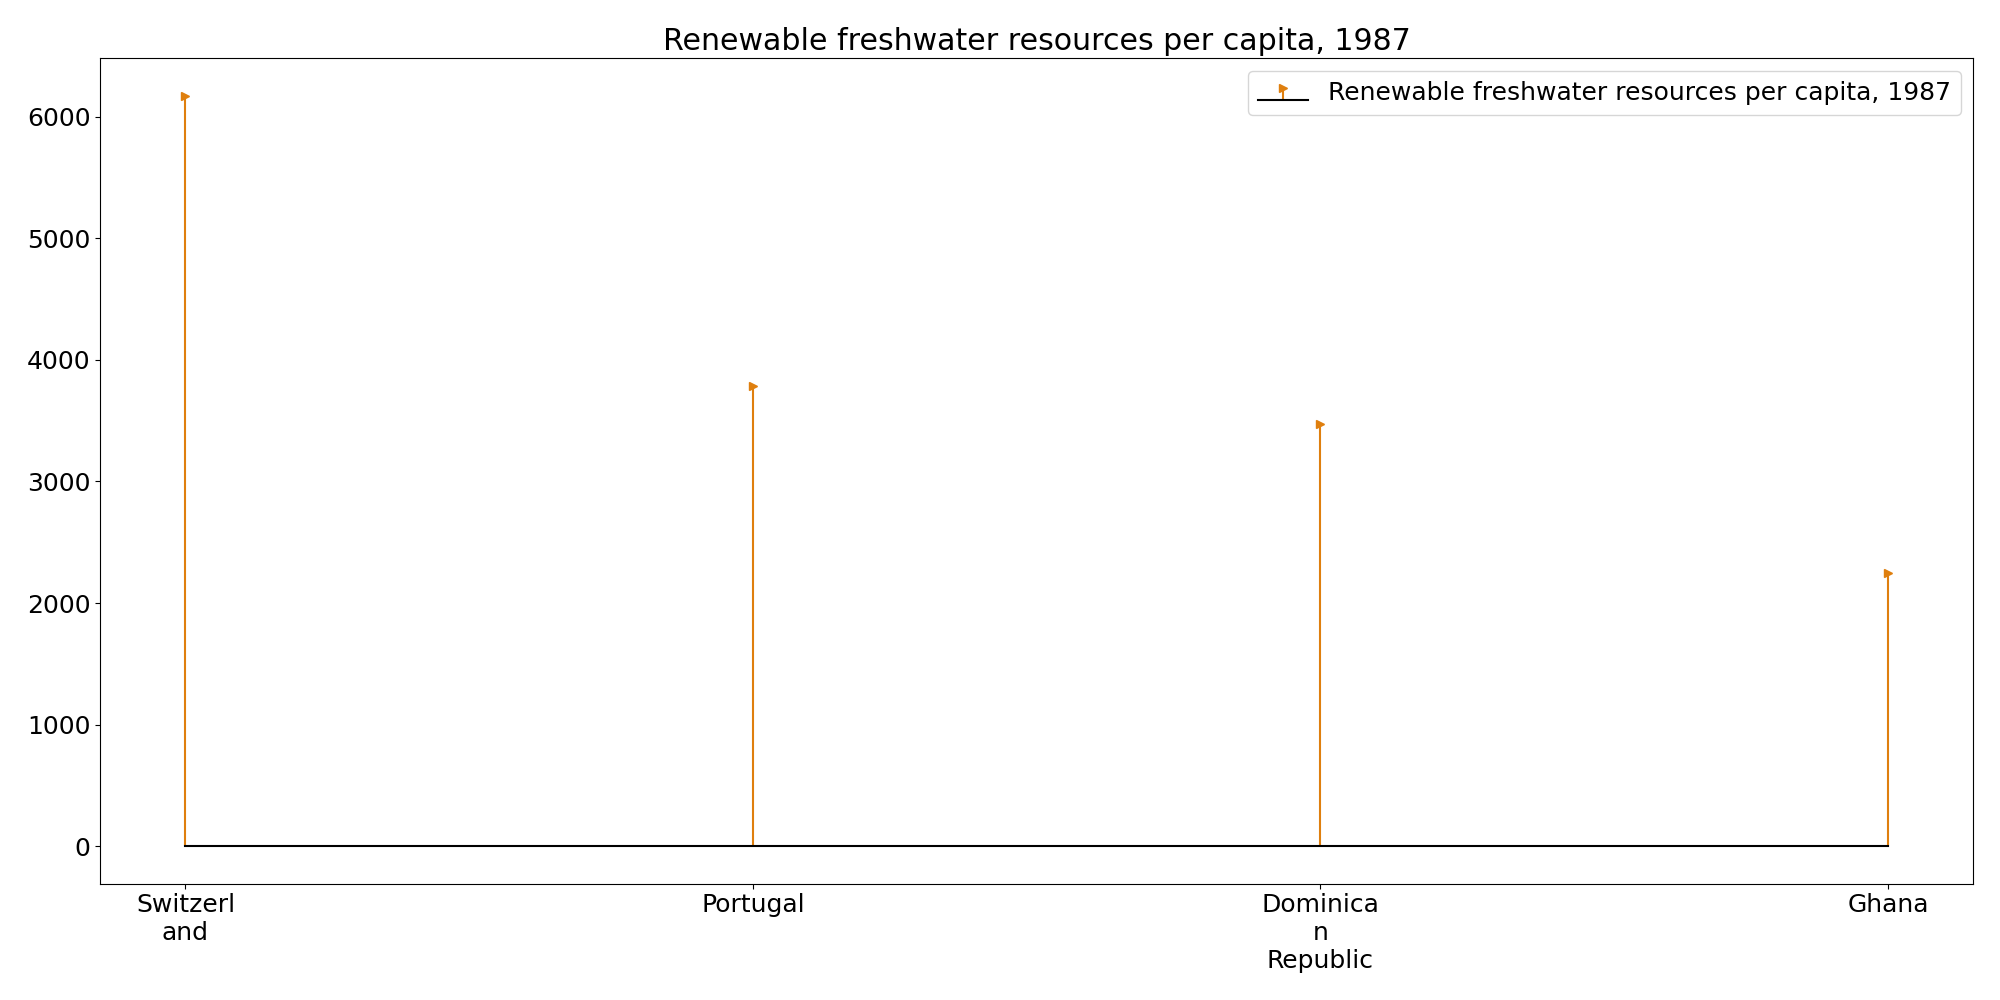 Renewable freshwater resources per capita, 1987
Renewable freshwater resources per capita, 1987
6000
5000
4000
3000
2000
1000
0
Switzerl
and
Portugal
Dominica
n
Republic
Ghana